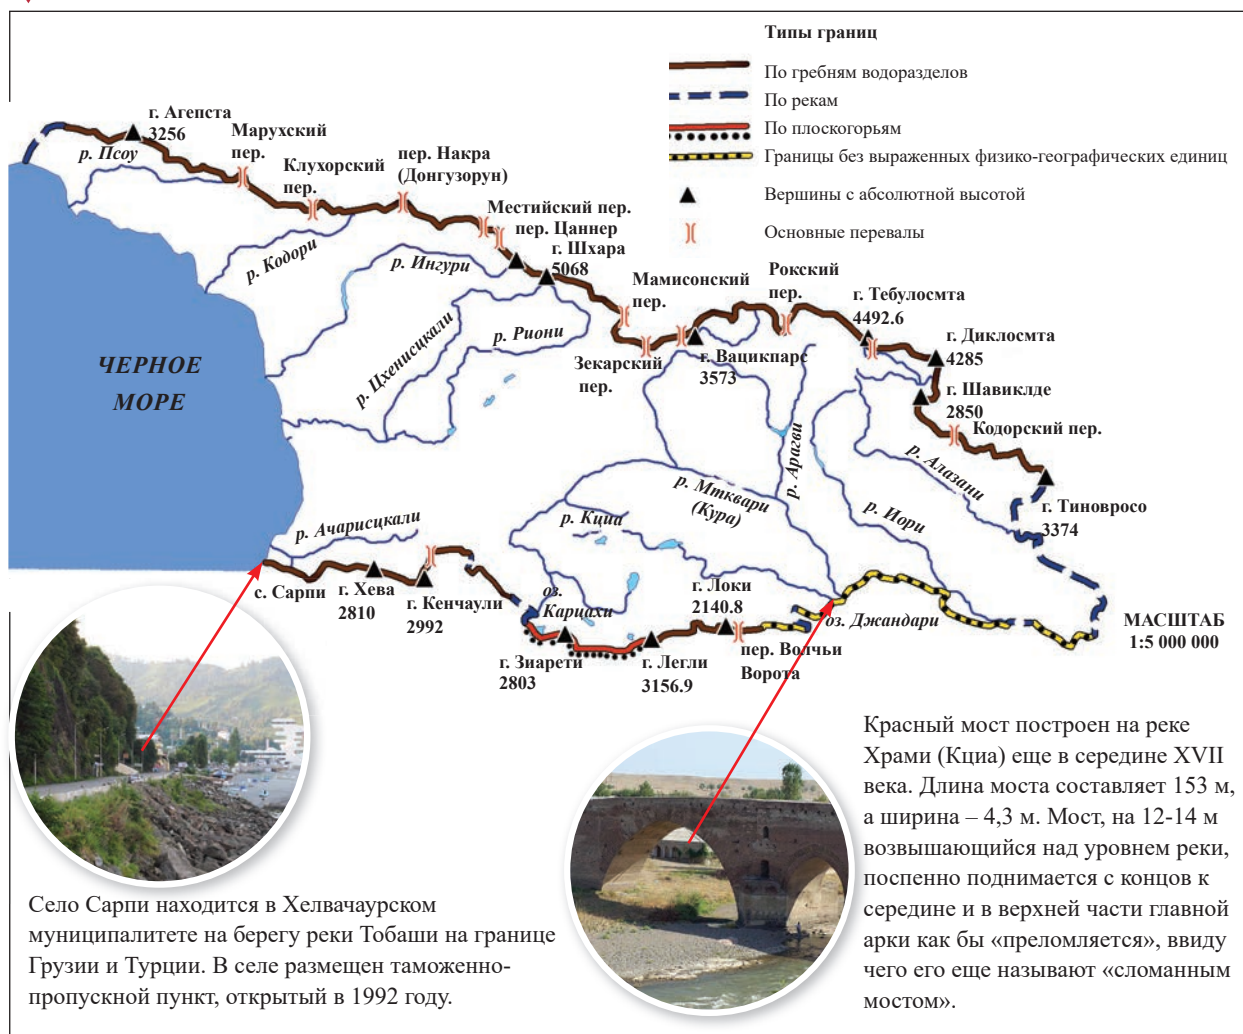 Типы границ
По гребням водоразделов
По рекам
По плоскогорьям
Границы без выраженных физико-географических единиц
Вершины с абсолютной высотой
Основные перевалы
г. Агепста
3256
р. Псоу
Марухский
пер.
Клухорский
пер.
пер. Накра
(Донгузорун)
Местийский пер.
пер. Цаннер
г. Шхара
5068
р. Кодори
р. Ингури
Мамисонский
пер.
Рокский
пер.
г. Тебулосмта
4492.6
г. Диклосмта
4285
г. Шавиклде
2850
Кодорский пер.
р. Цхенисцкали
р. Риони
Зекарский
пер.
г. Вацикпарс
3573
ЧЕРНОЕ
МОРЕ
р. Арагви
р. Алазани
г. Тиновросо
3374
р. Мтквари
(Кура)
р. Кциа
р. Иори
р. Ачарисцкали
с. Сарпи
г. Хева
2810
г. Кенчаули
2992
оз.
Карцахи
г. Локи
2140.8
оз. Джандари
МАСШТАБ
1:5 000 000
г. Зиарети
2803
г. Легли
3156.9
пер. Волчьи
Ворота
Красный мост построен на реке
Храми (Кциа) еще в середине XVII
века. Длина моста составляет 153 м,
а ширина – 4,3 м. Мост, на 12-14 м
возвышающийся над уровнем реки,
поспенно поднимается с концов к
середине и в верхней части главной
арки как бы «преломляется», ввиду
чего его еще называют «сломанным
мостом».
Село Сарпи находится в Хелвачаурском
муниципалитете на берегу реки Тобаши на границе
Грузии и Турции. В селе размещен таможенно-
пропускной пункт, открытый в 1992 году.